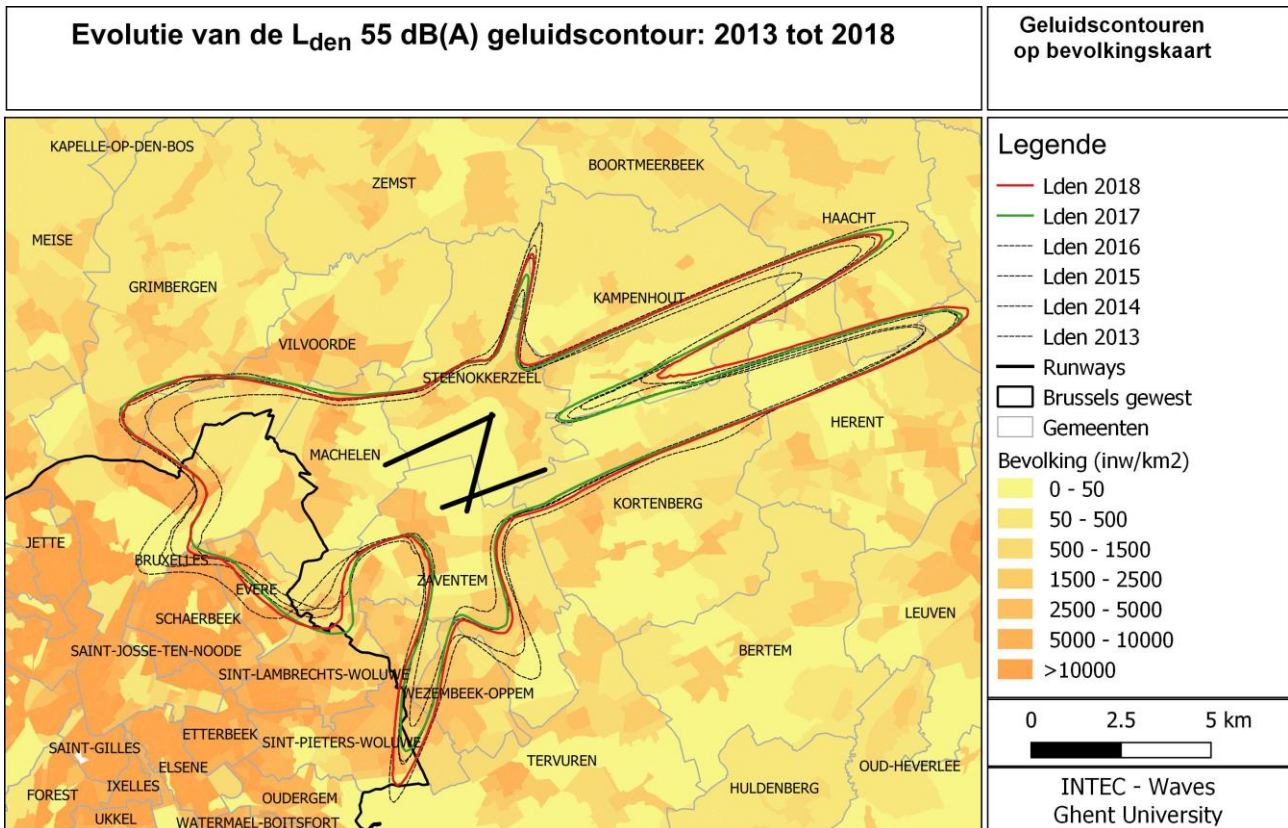 Evolutie van de Lden 55 dB(A) geluidscontour: 2013 tot 2018
Geluidscontouren
op bevolkingskaart
KAPELLE-OP-DEN-BOS
ZEMST
BOORTMEERBEEK
HAACHT
MEISE
GRIMBERGEN
KAMPENHOUT
VILVOORDE
STEENOKKERZEEL
HERENT
MACHELEN
KORTENBERG
JETTE
BRUXELLES
ZAVENTEM
EVERE
LEUVEN
SCHAERBEEK
SAINT-JOSSE-TEN-NOODE
BERTEM
SINT-LAMBRECHTS-WOLUWE
WEZEMBEEK-OPPEM
ETTERBEEK
SINT-PIETERS-WOLUWE
SAINT-GILLES
ELSENE
TERVUREN
OUD-HEVERLEE
IXELLES
FOREST
OUDERGEM
HULDENBERG
UKKEL
WATERMAEL-BOITSFORT
Legende
Lden 2018
Lden 2017
Lden 2016
Lden 2015
Lden 2014
Lden 2013
Runways
Brussels gewest
Gemeenten
Bevolking (inw/km2)
0 - 50
50 - 500
500 - 1500
1500 - 2500
2500 - 5000
5000 - 10000
>10000
0 2.5 5 km
INTEC - Waves
Ghent University